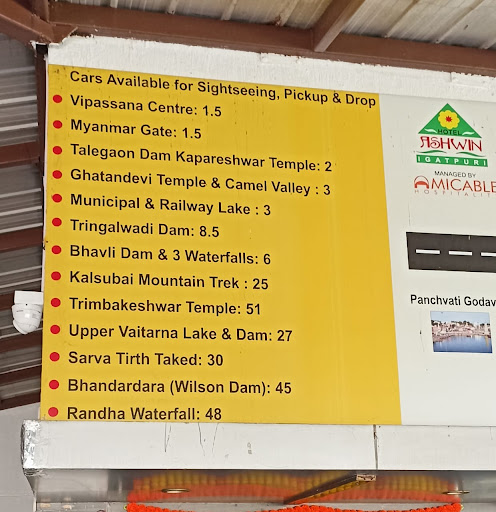 Cars Available for Sightseeing, Pickup & Drop
Vipassana Centre: 1.5
Myanmar Gate: 1.5
Talegaon Dam Kapareshwar Temple: 2
Ghatandevi Temple & Camel Valley : 3
Municipal & Railway Lake : 3
Tringalwadi Dam: 8.5
Bhavli Dam & 3 Waterfalls: 6
Kalsubai Mountain Trek : 25
Trimbakeshwar Temple: 51
Upper Vaitarna Lake & Dam: 27
Sarva Tirth Taked: 30
Bhandardara (Wilson Dam): 45
Randha Waterfall: 48
HOTEL
ASHWIN
IGATPURI
MANAGED BY
AMICABLE
HOSPITALIT
Panchvati Godav